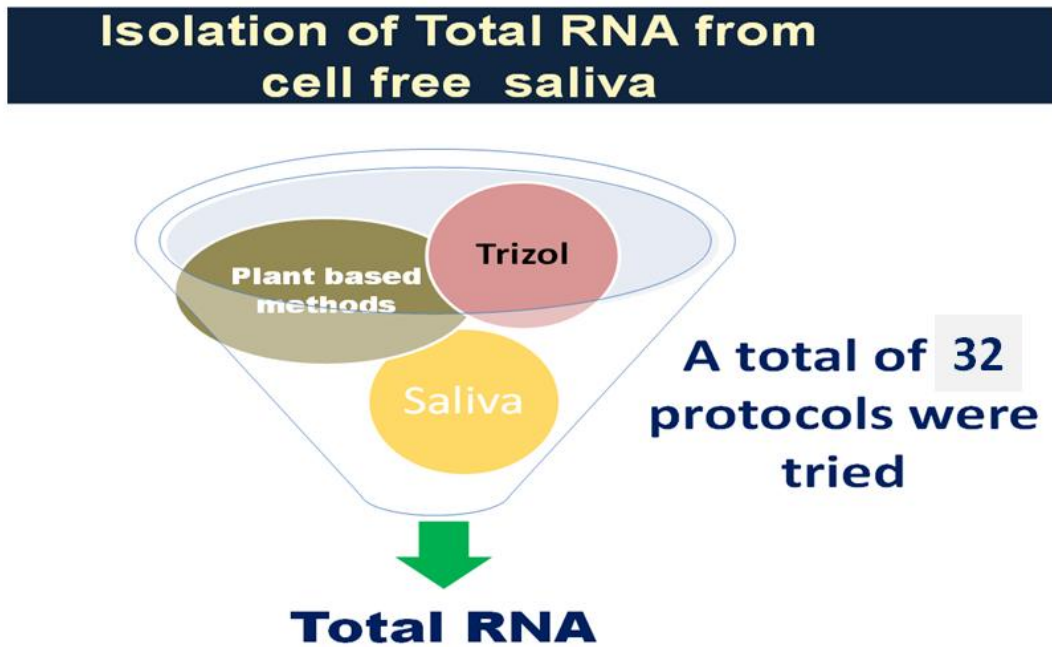 Isolation of Total RNA from
cell free saliva
Plant based
methods
Trizol
Saliva
A total of 32
protocols were
tried
Total RNA